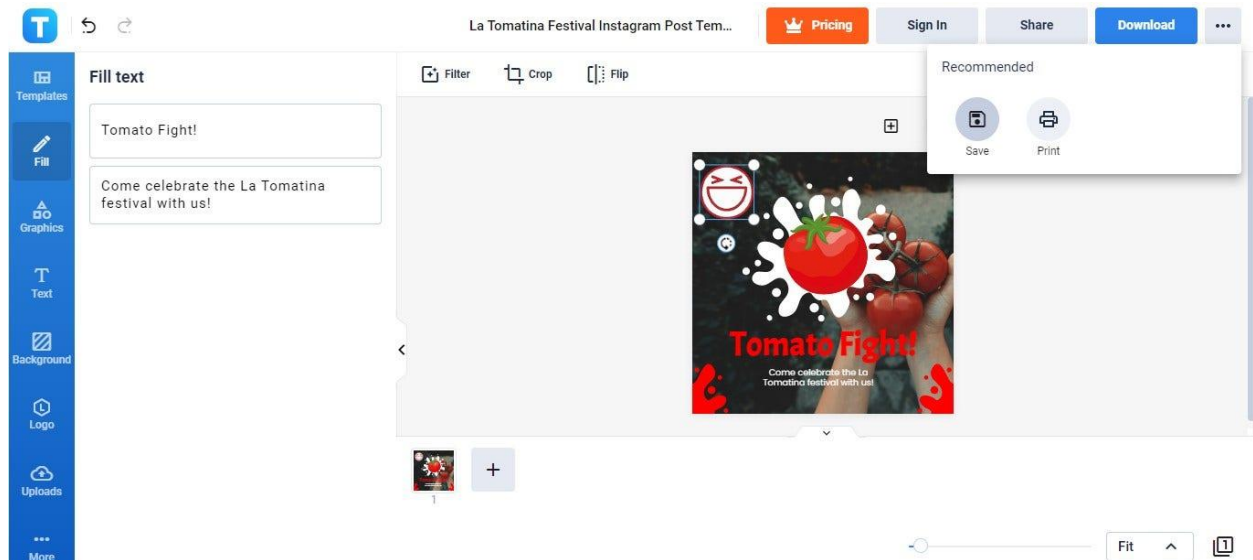 T
La Tomatina Festival Instagram Post Tem...
Pricing
Sign In
Share
Download
Templates
Fill
Graphics
T
Text
Background
L
Logo
Uploads
More
Fill text
Tomato Fight!
Come celebrate the La Tomatina
festival with us!
Filter
Crop
Flip
Recommended
Save
Print
Tomato Fight!
Come celebrate the La
Tomatina festival with us!
1
Fit
1